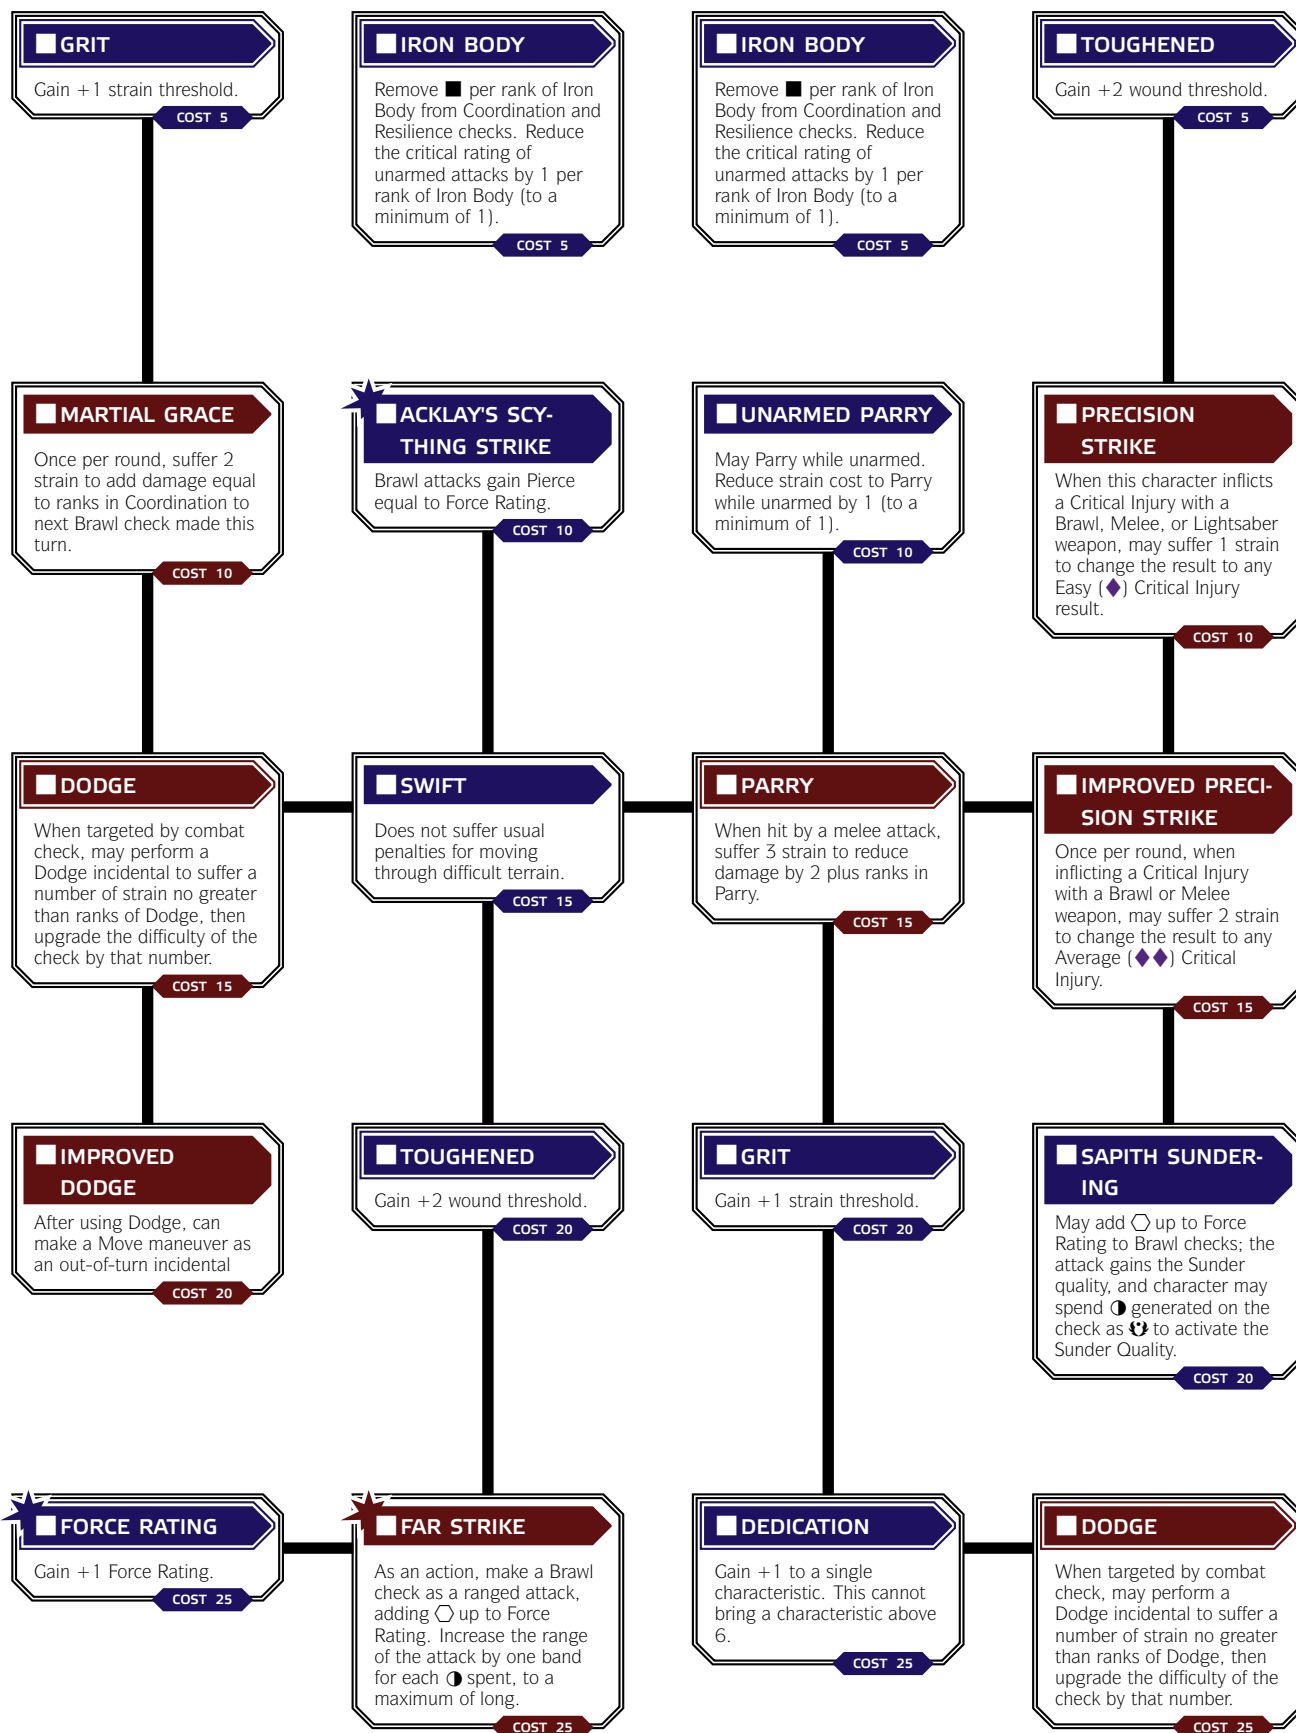 GRIT
Gain +1 strain threshold.
COST 5
IRON BODY
Remove ■ per rank of Iron
Body from Coordination and
Resilience checks. Reduce
the critical rating of
unarmed attacks by 1 per
rank of Iron Body (to a
minimum of 1).
COST 5
IRON BODY
Remove ■ per rank of Iron
Body from Coordination and
Resilience checks. Reduce
the critical rating of
unarmed attacks by 1 per
rank of Iron Body (to a
minimum of 1).
COST 5
TOUGHENED
Gain +2 wound threshold.
COST 5
MARTIAL GRACE
Once per round, suffer 2
strain to add damage equal
to ranks in Coordination to
next Brawl check made this
turn.
COST 10
ACKLAY'S SCY-
THING STRIKE
Brawl attacks gain Pierce
equal to Force Rating.
COST 10
UNARMED PARRY
May Parry while unarmed.
Reduce strain cost to Parry
while unarmed by 1 (to a
minimum of 1).
COST 10
PRECISION
STRIKE
When this character inflicts
a Critical Injury with a
Brawl, Melee, or Lightsaber
weapon, may suffer 1 strain
to change the result to any
Easy (♦) Critical Injury
result.
COST 10
DODGE
When targeted by combat
check, may perform a
Dodge incidental to suffer a
number of strain no greater
than ranks of Dodge, then
upgrade the difficulty of the
check by that number.
COST 15
SWIFT
Does not suffer usual
penalties for moving
through difficult terrain.
COST 15
PARRY
When hit by a melee attack,
suffer 3 strain to reduce
damage by 2 plus ranks in
Parry.
COST 15
IMPROVED PRECI-
SION STRIKE
Once per round, when
inflicting a Critical Injury
with a Brawl or Melee
weapon, may suffer 2 strain
to change the result to any
Average (♦♦) Critical
Injury.
COST 15
IMPROVED
DODGE
After using Dodge, can
make a Move maneuver as
an out-of-turn incidental
COST 20
TOUGHENED
Gain +2 wound threshold.
COST 20
GRIT
Gain +1 strain threshold.
COST 20
SAPITH SUNDER-
ING
May add ⬡ up to Force
Rating to Brawl checks; the
attack gains the Sunder
quality, and character may
spend ◑ generated on the
check as to activate the
Sunder Quality.
COST 20
FORCE RATING
Gain +1 Force Rating.
COST 25
FAR STRIKE
As an action, make a Brawl
check as a ranged attack,
adding ⬡ up to Force
Rating. Increase the range
of the attack by one band
for each ◑ spent, to a
maximum of long.
COST 25
DEDICATION
Gain +1 to a single
characteristic. This cannot
bring a characteristic above
6.
COST 25
DODGE
When targeted by combat
check, may perform a
Dodge incidental to suffer a
number of strain no greater
than ranks of Dodge, then
upgrade the difficulty of the
check by that number.
COST 25